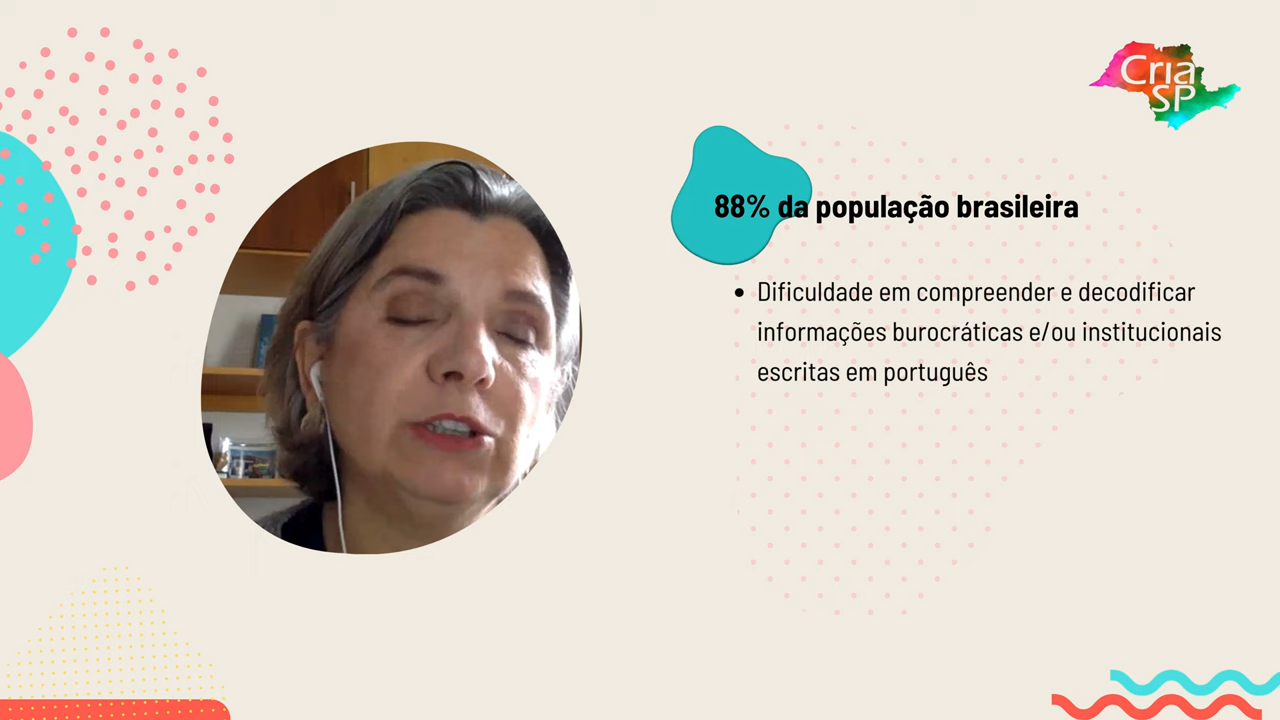 Cria
SP
88% da população brasileira
• Dificuldade em compreender e decodificar
informações burocráticas e/ou institucionais
escritas em português